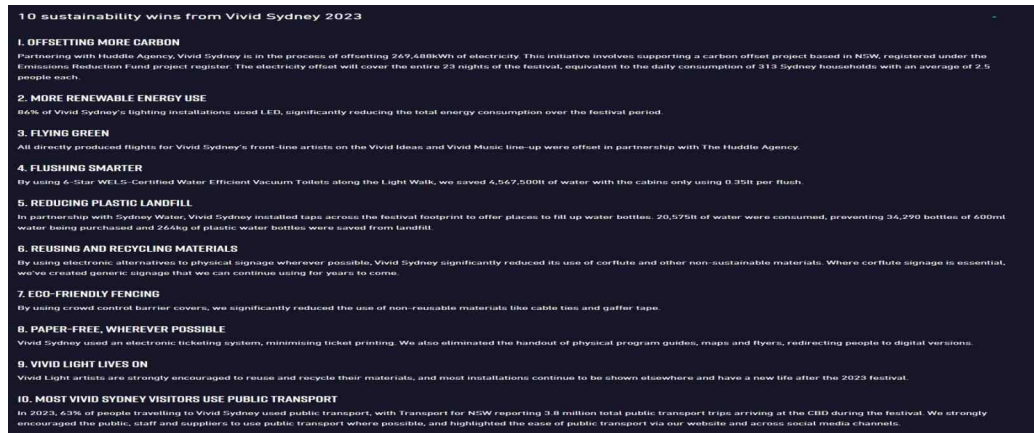 10 sustainability wins from Vivid Sydney 2023
1. OFFSETTING MORE CARBON
Partnering with Huddle Agency, Vivid Sydney is in the process of offsetting 269,488kWh of electricity. This initiative involves supporting a carbon offset project based in NSW, registered under the
Emissions Reduction Fund project register. The electricity offset will cover the entire 23 nights of the festival, equivalent to the daily consumption of 313 Sydney households with an average of 2.5
people each.
2. MORE RENEWABLE ENERGY USE
86% of Vivid Sydney's lighting installations used LED, significantly reducing the total energy consumption over the festival period.
3. FLYING GREEN
All directly produced flights for Vivid Sydney's front-line artists on the Vivid Ideas and Vivid Music line-up were offset in partnership with The Huddle Agency.
4. FLUSHING SMARTER
By using 6-Star WELS-Certified Water Efficient Vacuum Toilets along the Light Walk, we saved 4,567,500lt of water with the cabins only using 0.35lt per flush.
5. REDUCING PLASTIC LANDFILL
In partnership with Sydney Water, Vivid Sydney installed taps across the festival footprint to offer places to fill up water bottles. 20,575lt of water were consumed, preventing 34,290 bottles of 600ml
water being purchased and 264kg of plastic water bottles were saved from landfill.
6. REUSING AND RECYCLING MATERIALS
By using electronic alternatives to physical signage wherever possible, Vivid Sydney significantly reduced its use of corflute and other non-sustainable materials. Where corflute signage is essential,
we've created generic signage that we can continue using for years to come.
7. ECO-FRIENDLY FENCING
By using crowd control barrier covers, we significantly reduced the use of non-reusable materials like cable ties and gaffer tape.
8. PAPER-FREE, WHEREVER POSSIBLE
Vivid Sydney used an electronic ticketing system, minimising ticket printing. We also eliminated the handout of physical program guides, maps and flyers, redirecting people to digital versions.
9. VIVID LIGHT LIVES ON
Vivid Light artists are strongly encouraged to reuse and recycle their materials, and most installations continue to be shown elsewhere and have a new life after the 2023 festival.
10. MOST VIVID SYDNEY VISITORS USE PUBLIC TRANSPORT
In 2023, 63% of people travelling to Vivid Sydney used public transport, with Transport for NSW reporting 3.8 million total public transport trips arriving at the CBD during the festival. We strongly
encouraged the public, staff and suppliers to use public transport where possible, and highlighted the ease of public transport via our website and across social media channels.